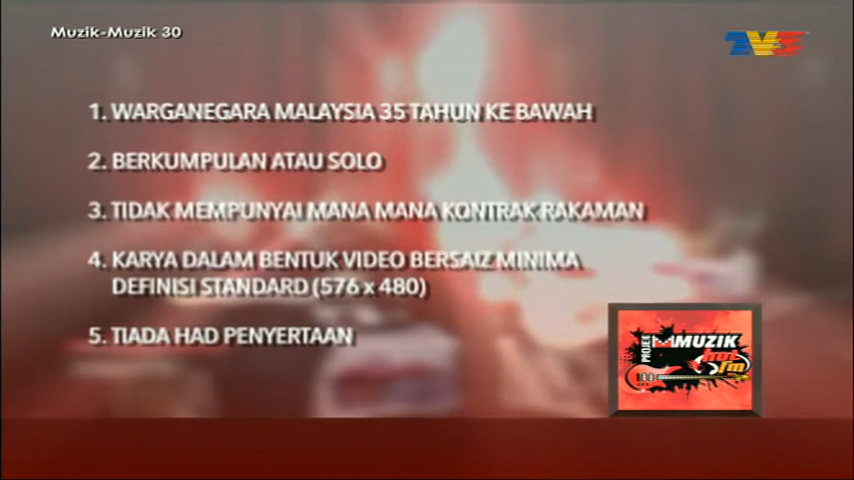 Muzik-Muzik 30
TV3
1. WARGANEGARA MALAYSIA 35 TAHUN KE BAWAH
2. BERKUMPULAN ATAU SOLO
3. TIDAK MEMPUNYAI MANA MANA KONTRAK RAKAMAN
4. KARYA DALAM BENTUK VIDEO BERSAIZ MINIMA
DEFINISI STANDARD (576 x 480)
5. TIADA HAD PENYERTAAN
PROJEK
MUZIK
hot
fm